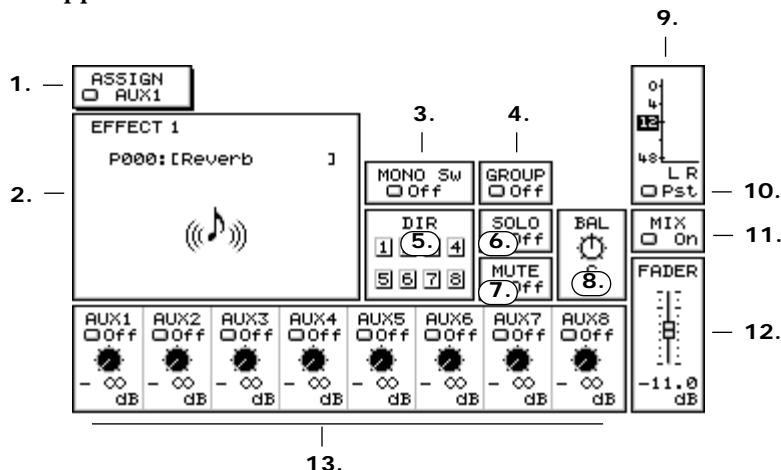 9.
1. ASSIGN
AUX1
0
4
12
48
L R
Pst
10.
EFFECT 1
P000:[Reverb ]
2.
3.
4.
MONO Sw
Off
GROUP
Off
DIR
1 5. 4
5 6 7 8
SOLO
6. ff
MUTE
7. ff
BAL
8.
MIX
On
11.
FADER
-11.0
dB
12.
AUX1 AUX2 AUX3 AUX4 AUX5 AUX6 AUX7 AUX8
Off Off Off Off Off Off Off Off
- ∞ - ∞ - ∞ - ∞ - ∞ - ∞ - ∞ - ∞
dB dB dB dB dB dB dB dB
13.